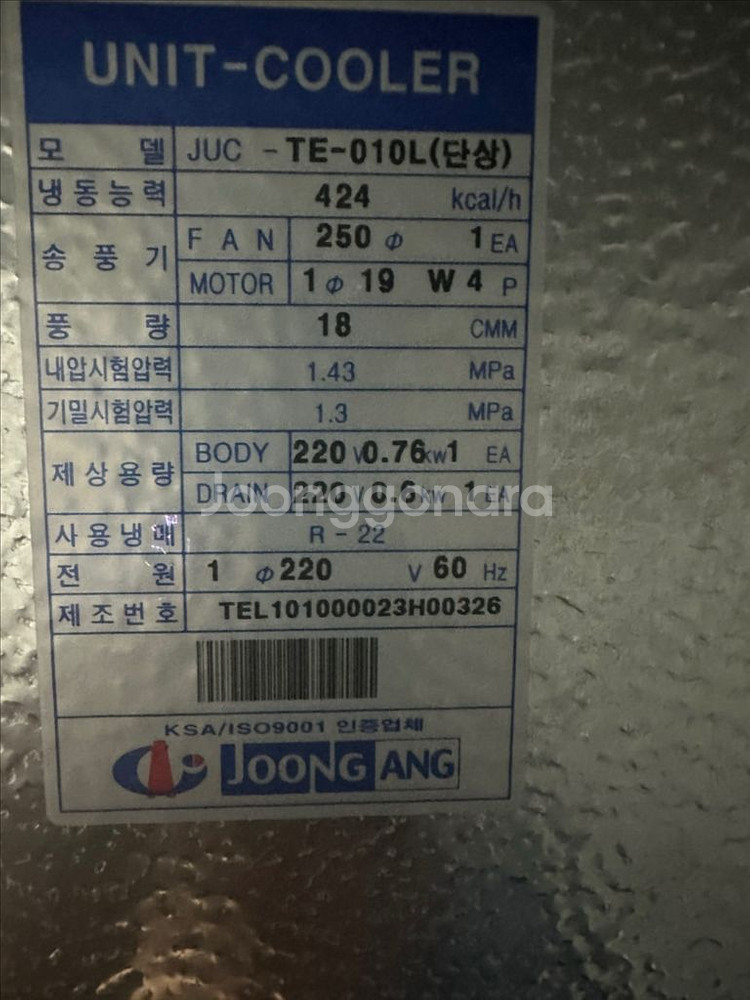 UNIT-COOLER
모 델 JUC - TE-010L(단상)
냉동능력 424 kcal/h
송풍기 FAN 250 Φ 1 EA
MOTOR 1 Φ 19 W 4 P
풍 량 18 CMM
내압시험압력 1.43 MPa
기밀시험압력 1.3 MPa
제상용량 BODY 220 V 0.76 kw 1 EA
DRAIN 220 V 0.6 kw 1 EA
Joonggonara
사용냉매 R - 22
전 원 1 Φ 220 V 60 Hz
제조번호 TEL101000023H00326
KSA/ISO9001 인증업체
JOONG ANG